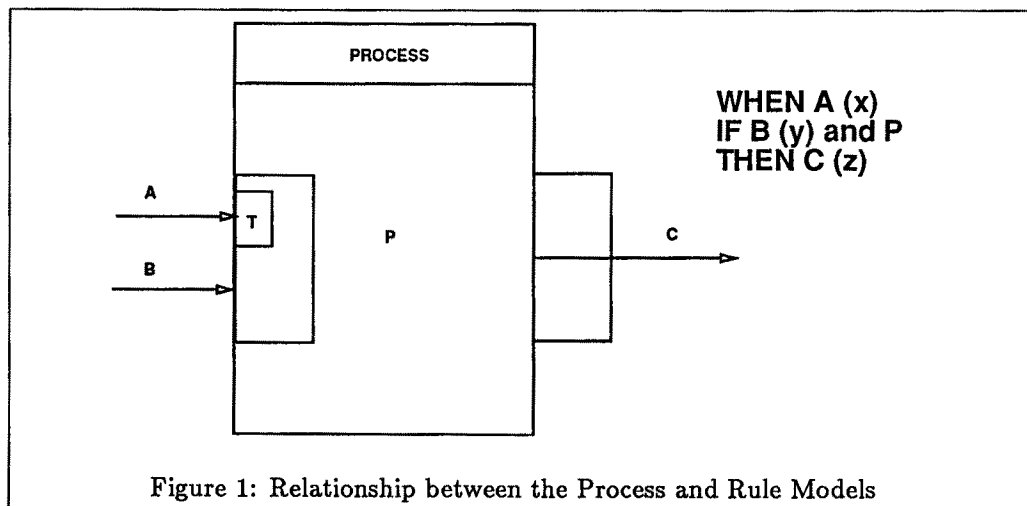 PROCESS
WHEN A (x)
IF B (y) and P
THEN C (z)
A
T
P
C
B
Figure 1: Relationship between the Process and Rule Models